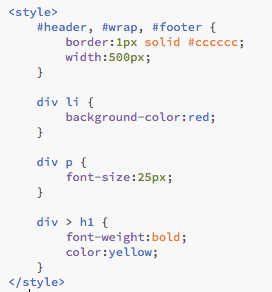 <style>
    #header, #wrap, #footer {
        border:1px solid #cccccc;
        width:500px;
    }

    div li {
        background-color:red;
    }

    div p {
        font-size:25px;
    }

    div > h1 {
        font-weight:bold;
        color:yellow;
    }
</style>